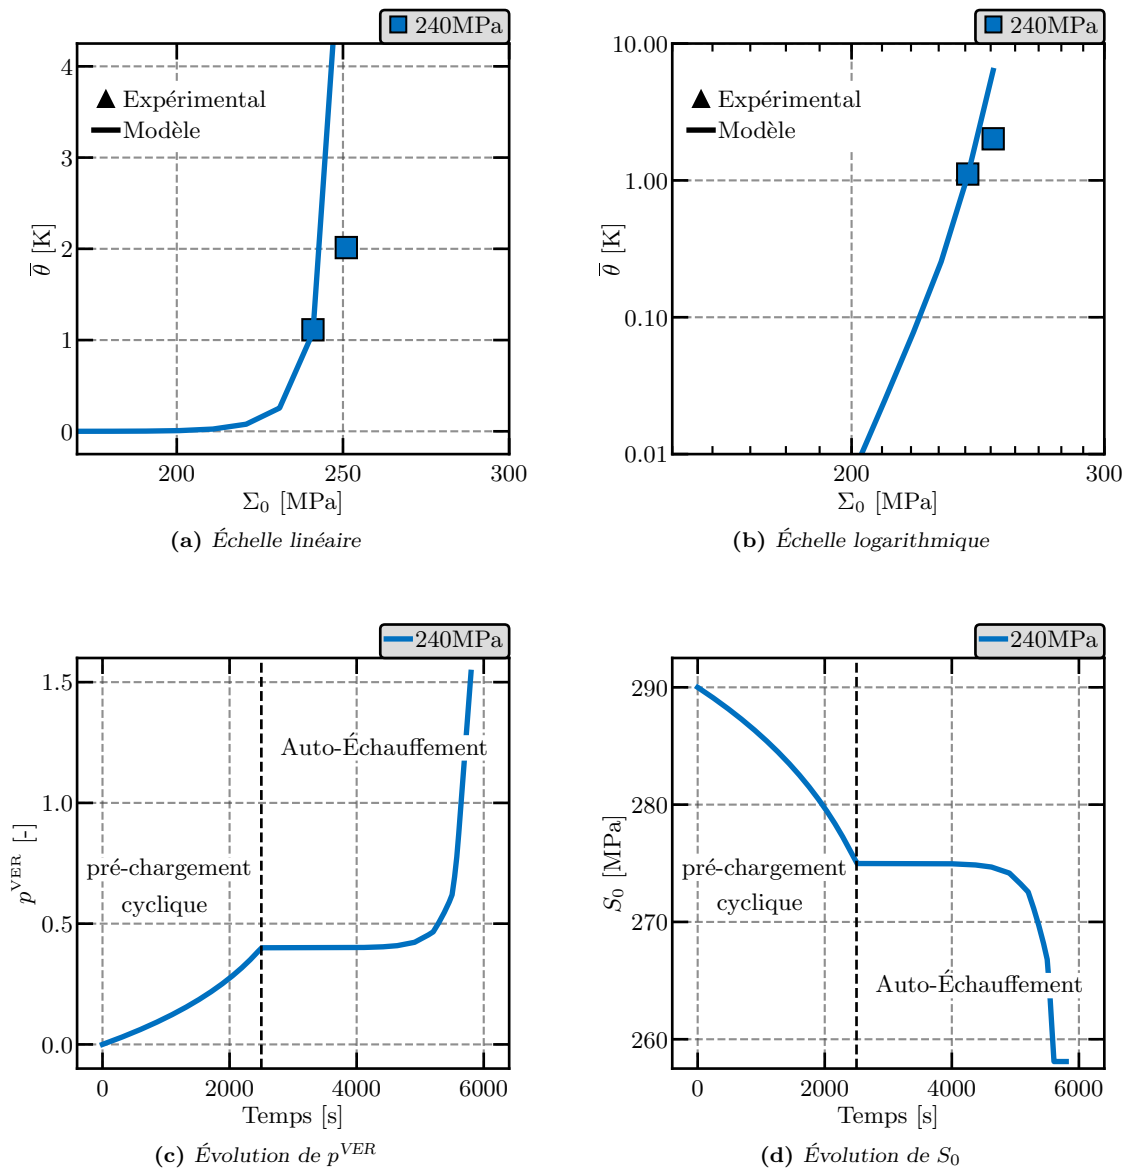 240MPa
4
3
2
1
0
θ̅ [K]
Expérimental
Modèle
200
250
300
Σ₀ [MPa]
(a) Échelle linéaire
240MPa
10.00
1.00
0.10
0.01
θ̅ [K]
Expérimental
Modèle
200
300
Σ₀ [MPa]
(b) Échelle logarithmique
240MPa
1.5
1.0
0.5
0.0
p^VER [-]
Auto-Échauffement
pré-chargement
cyclique
0
2000
4000
6000
Temps [s]
(c) Évolution de p^VER
240MPa
290
280
270
260
S₀ [MPa]
pré-chargement
cyclique
Auto-Échauffement
0
2000
4000
6000
Temps [s]
(d) Évolution de S₀